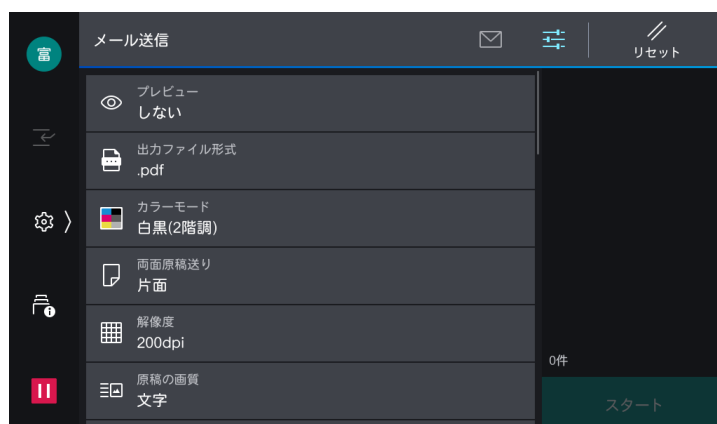 富
メール送信
リセット
プレビュー
しない
出力ファイル形式
.pdf
カラーモード
白黒(2階調)
両面原稿送り
片面
解像度
200dpi
原稿の画質
文字
0件
スタート